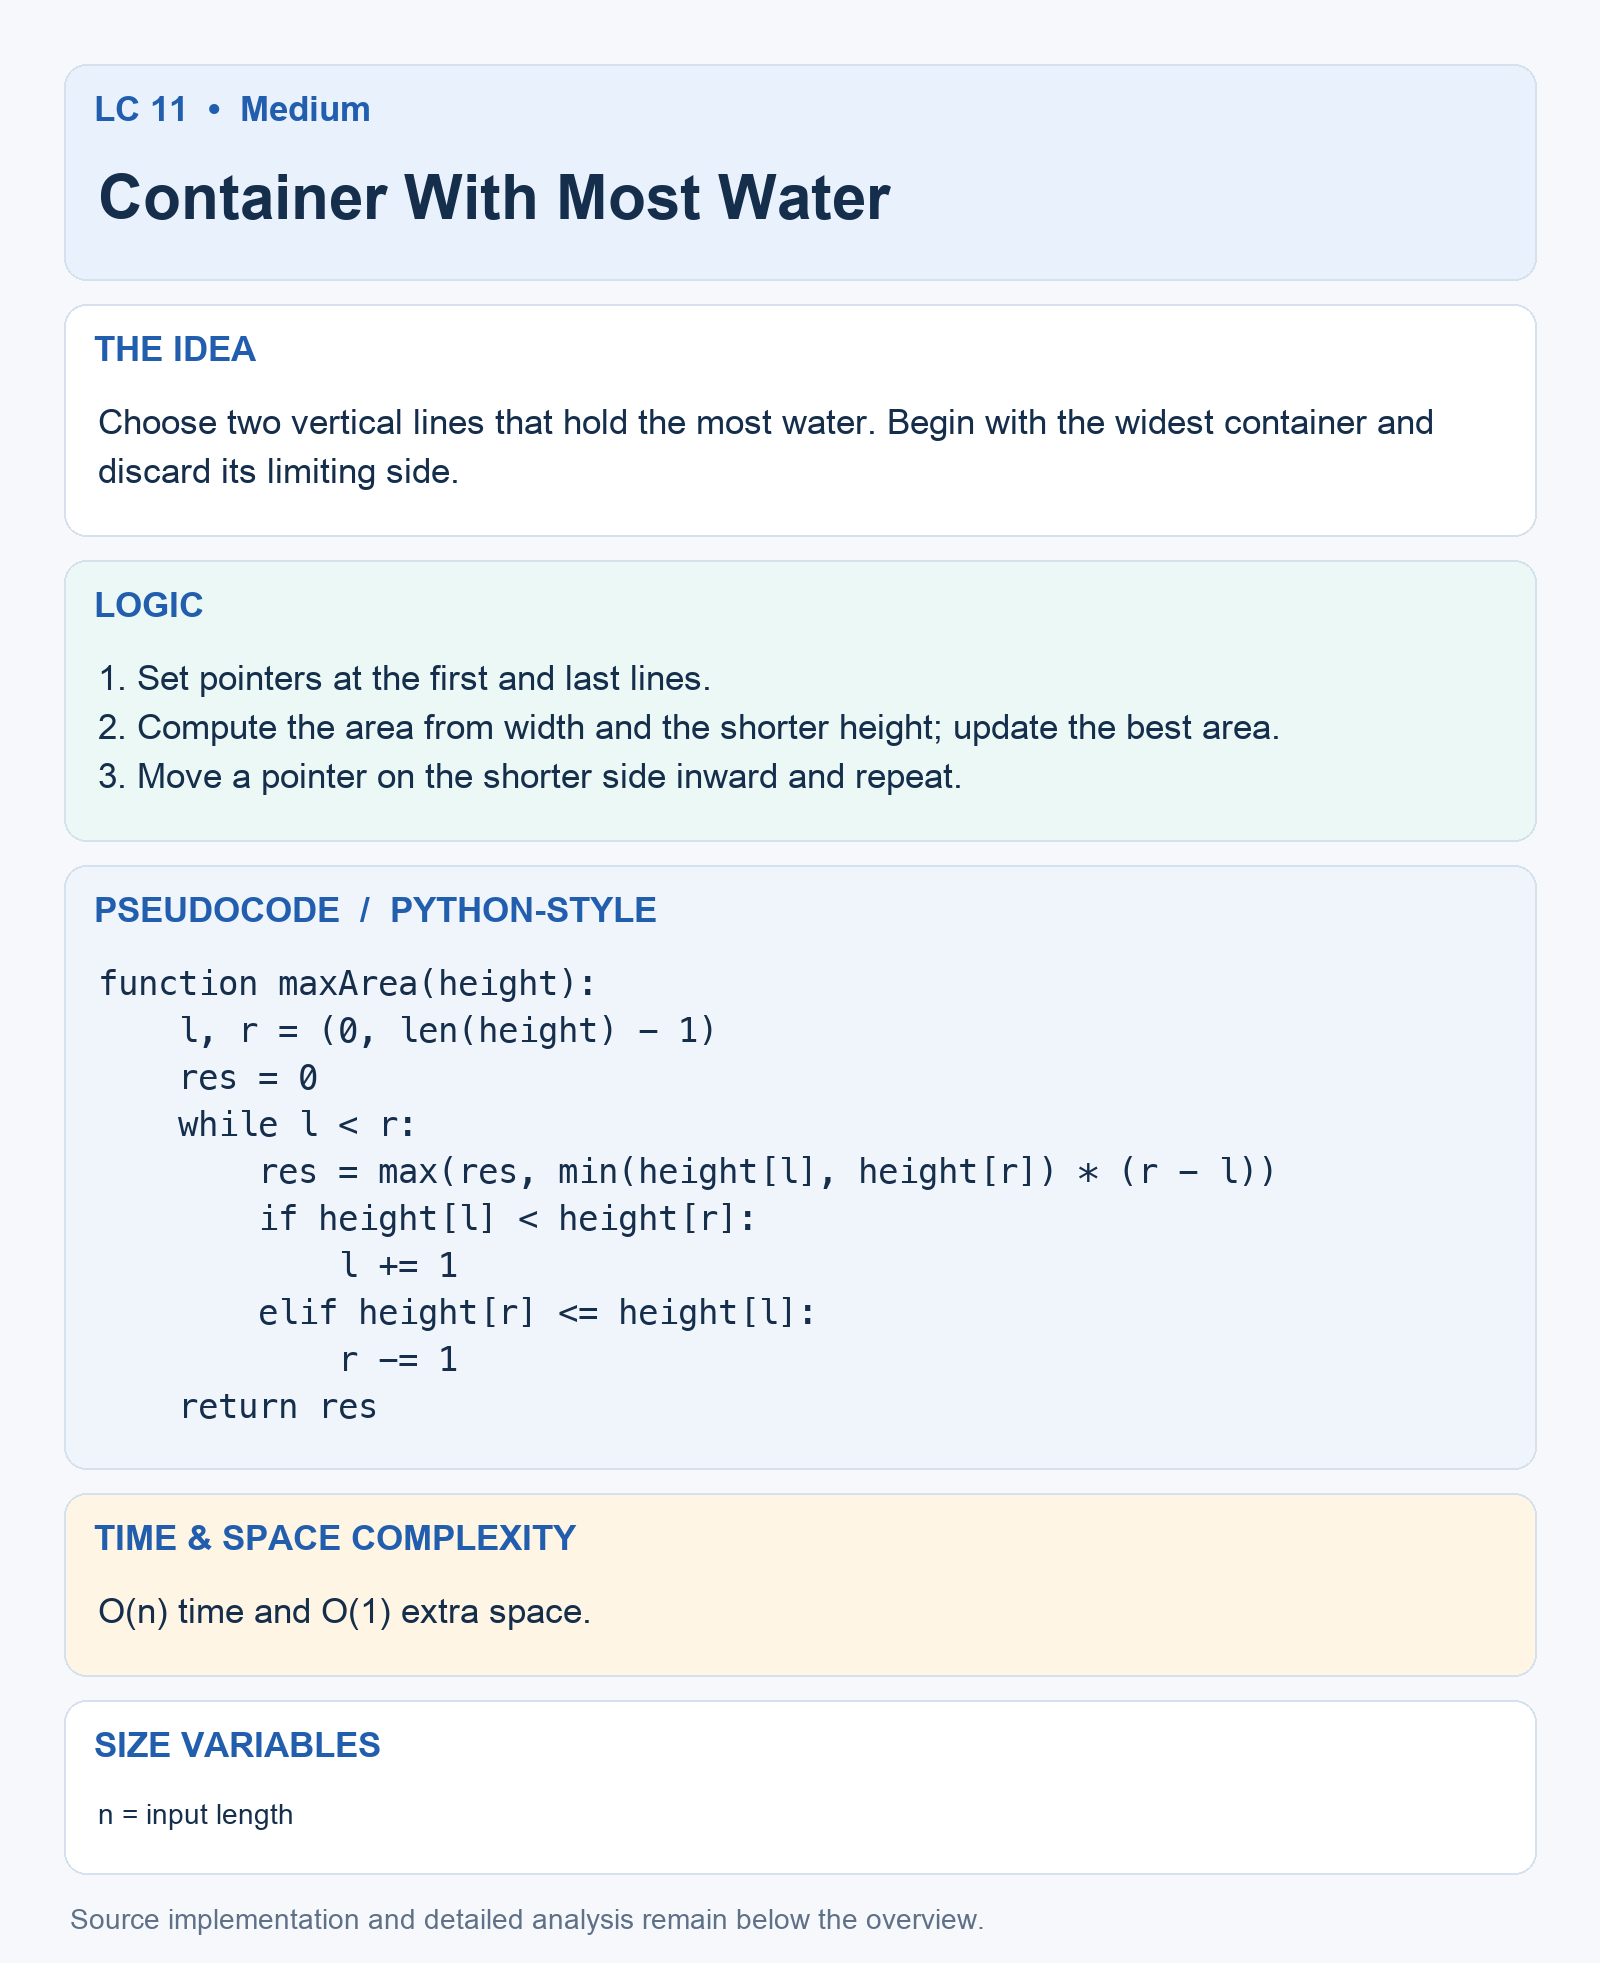 LC 11 • Medium
Container With Most Water
THE IDEA
Choose two vertical lines that hold the most water. Begin with the widest container and
discard its limiting side.
LOGIC
1. Set pointers at the first and last lines.
2. Compute the area from width and the shorter height; update the best area.
3. Move a pointer on the shorter side inward and repeat.
PSEUDOCODE / PYTHON-STYLE
function maxArea(height):
    l, r = (0, len(height) − 1)
    res = 0
    while l < r:
        res = max(res, min(height[l], height[r]) * (r − l))
        if height[l] < height[r]:
            l += 1
        elif height[r] <= height[l]:
            r −= 1
    return res
TIME & SPACE COMPLEXITY
O(n) time and O(1) extra space.
SIZE VARIABLES
n = input length
Source implementation and detailed analysis remain below the overview.